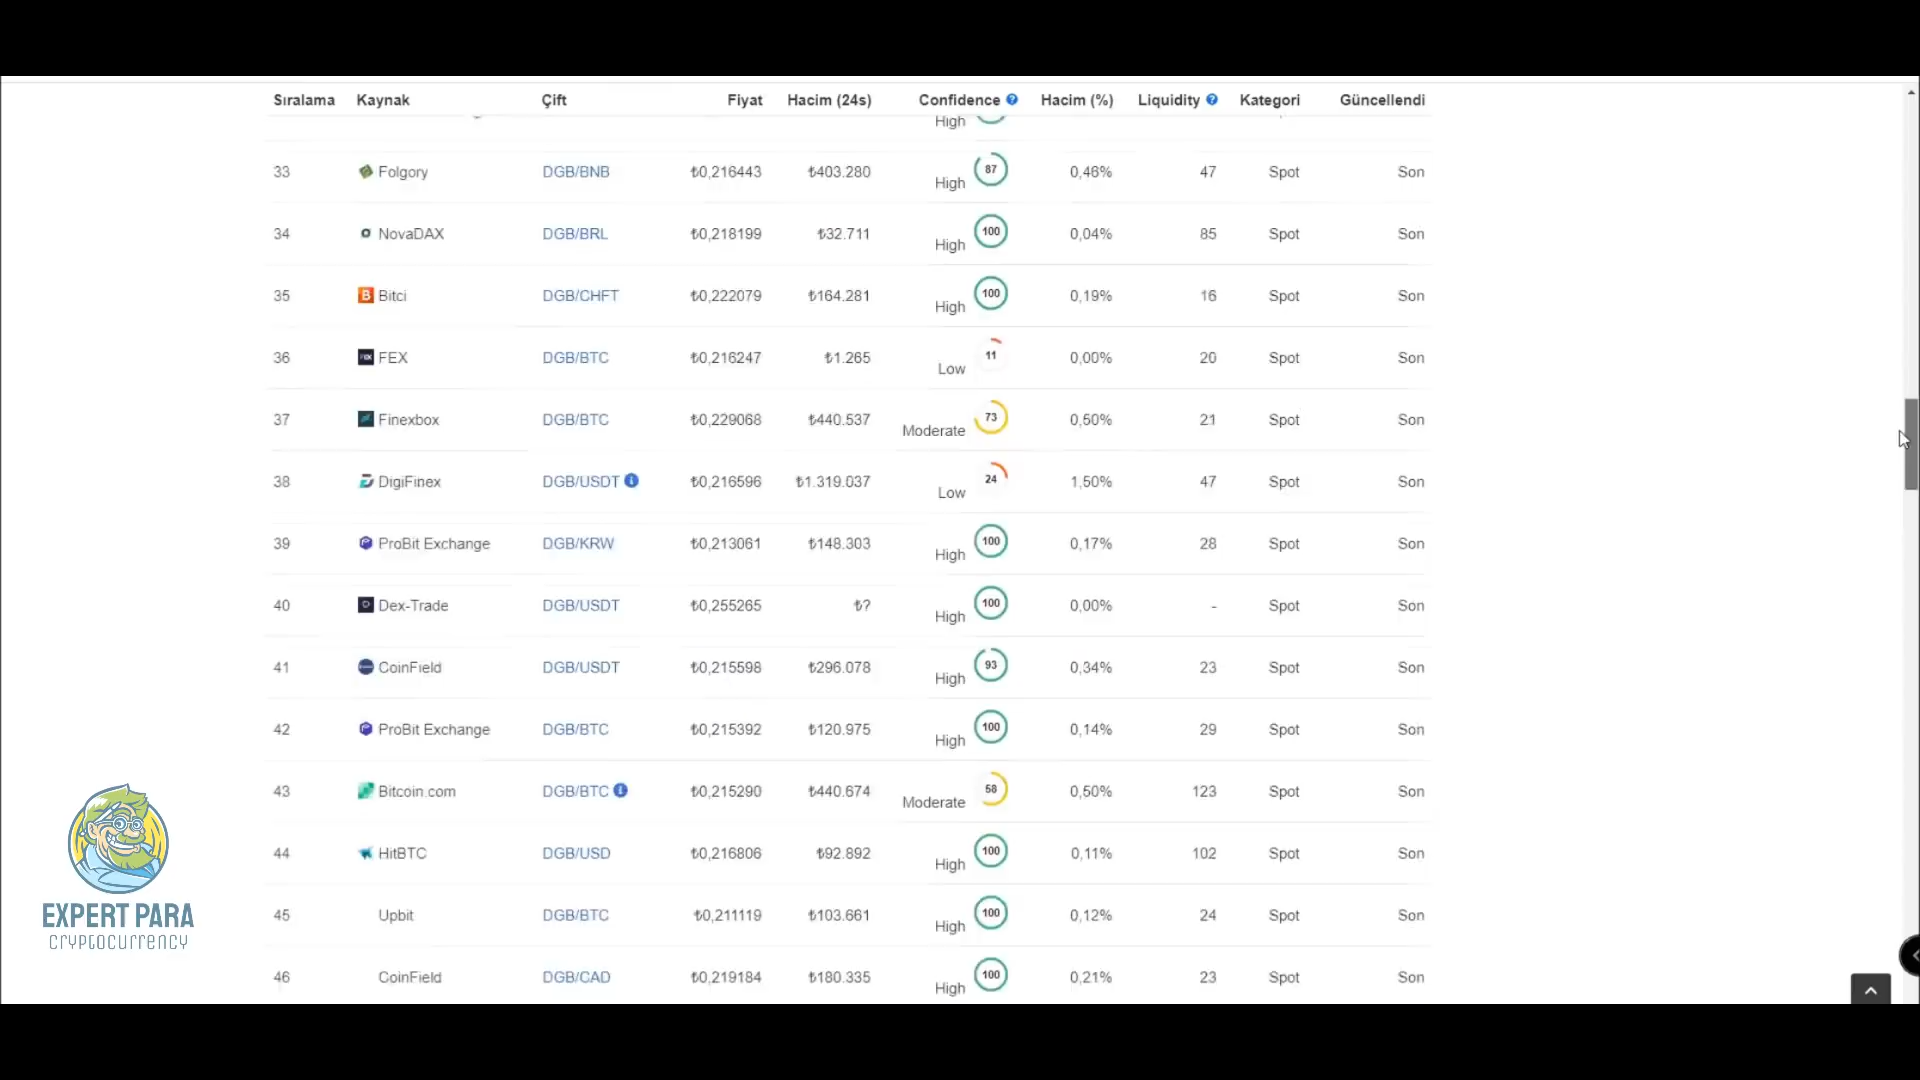 Sıralama Kaynak Çift Fiyat Hacim (24s) Confidence Hacim (%) Liquidity Kategori Güncellendi
High
33 Folgory DGB/BNB ₺0,216443 ₺403.280 High 87 0,46% 47 Spot Son
34 NovaDAX DGB/BRL ₺0,218199 ₺32.711 High 100 0,04% 85 Spot Son
35 Bitci DGB/CHFT ₺0,222079 ₺164.281 High 100 0,19% 16 Spot Son
36 FEX DGB/BTC ₺0,216247 ₺1.265 Low 11 0,00% 20 Spot Son
37 Finexbox DGB/BTC ₺0,229068 ₺440.537 Moderate 73 0,50% 21 Spot Son
38 DigiFinex DGB/USDT ₺0,216596 ₺1.319.037 Low 24 1,50% 47 Spot Son
39 ProBit Exchange DGB/KRW ₺0,213061 ₺148.303 High 100 0,17% 28 Spot Son
40 Dex-Trade DGB/USDT ₺0,255265 ₺? High 100 0,00% - Spot Son
41 CoinField DGB/USDT ₺0,215598 ₺296.078 High 93 0,34% 23 Spot Son
42 ProBit Exchange DGB/BTC ₺0,215392 ₺120.975 High 100 0,14% 29 Spot Son
43 Bitcoin.com DGB/BTC ₺0,215290 ₺440.674 Moderate 58 0,50% 123 Spot Son
44 HitBTC DGB/USD ₺0,216806 ₺92.892 High 100 0,11% 102 Spot Son
45 Upbit DGB/BTC ₺0,211119 ₺103.661 High 100 0,12% 24 Spot Son
46 CoinField DGB/CAD ₺0,219184 ₺180.335 High 100 0,21% 23 Spot Son
EXPERT PARA
CRYPTOCURRENCY